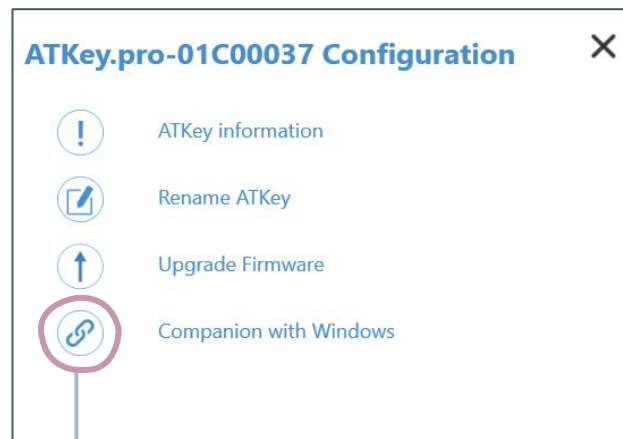 ATKey.pro-01C00037 Configuration
ATKey information
Rename ATKey
Upgrade Firmware
Companion with Windows